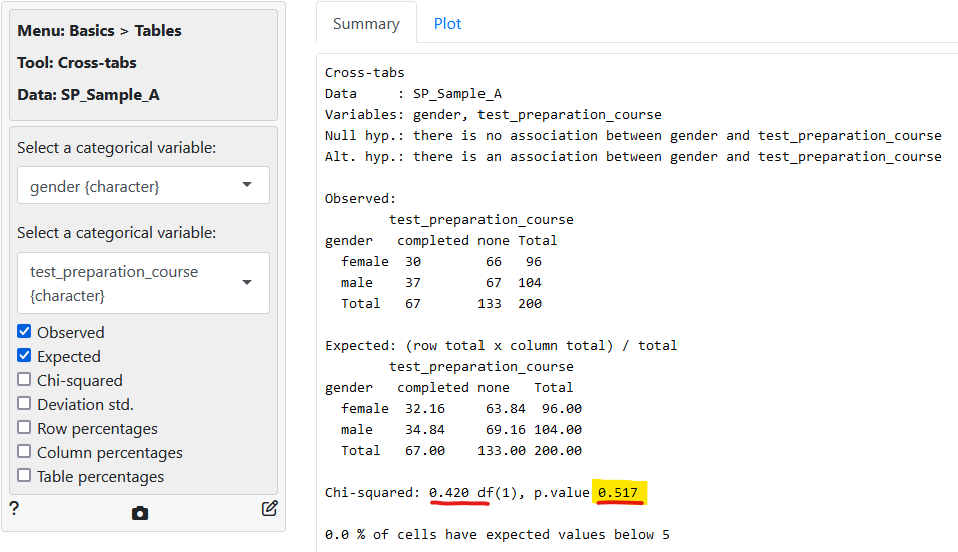 Menu: Basics > Tables
Tool: Cross-tabs
Data: SP_Sample_A
Select a categorical variable:
gender {character}
Select a categorical variable:
test_preparation_course
{character}
Observed
Expected
Chi-squared
Deviation std.
Row percentages
Column percentages
Table percentages
?
Summary Plot
Cross-tabs
Data     : SP_Sample_A
Variables: gender, test_preparation_course
Null hyp.: there is no association between gender and test_preparation_course
Alt. hyp.: there is an association between gender and test_preparation_course
Observed:
        test_preparation_course
gender   completed none Total
  female  30        66   96
  male    37        67  104
  Total   67       133  200
Expected: (row total x column total) / total
        test_preparation_course
gender   completed none   Total
  female  32.16     63.84  96.00
  male    34.84     69.16 104.00
  Total   67.00    133.00 200.00
Chi-squared: 0.420 df(1), p.value 0.517
0.0 % of cells have expected values below 5